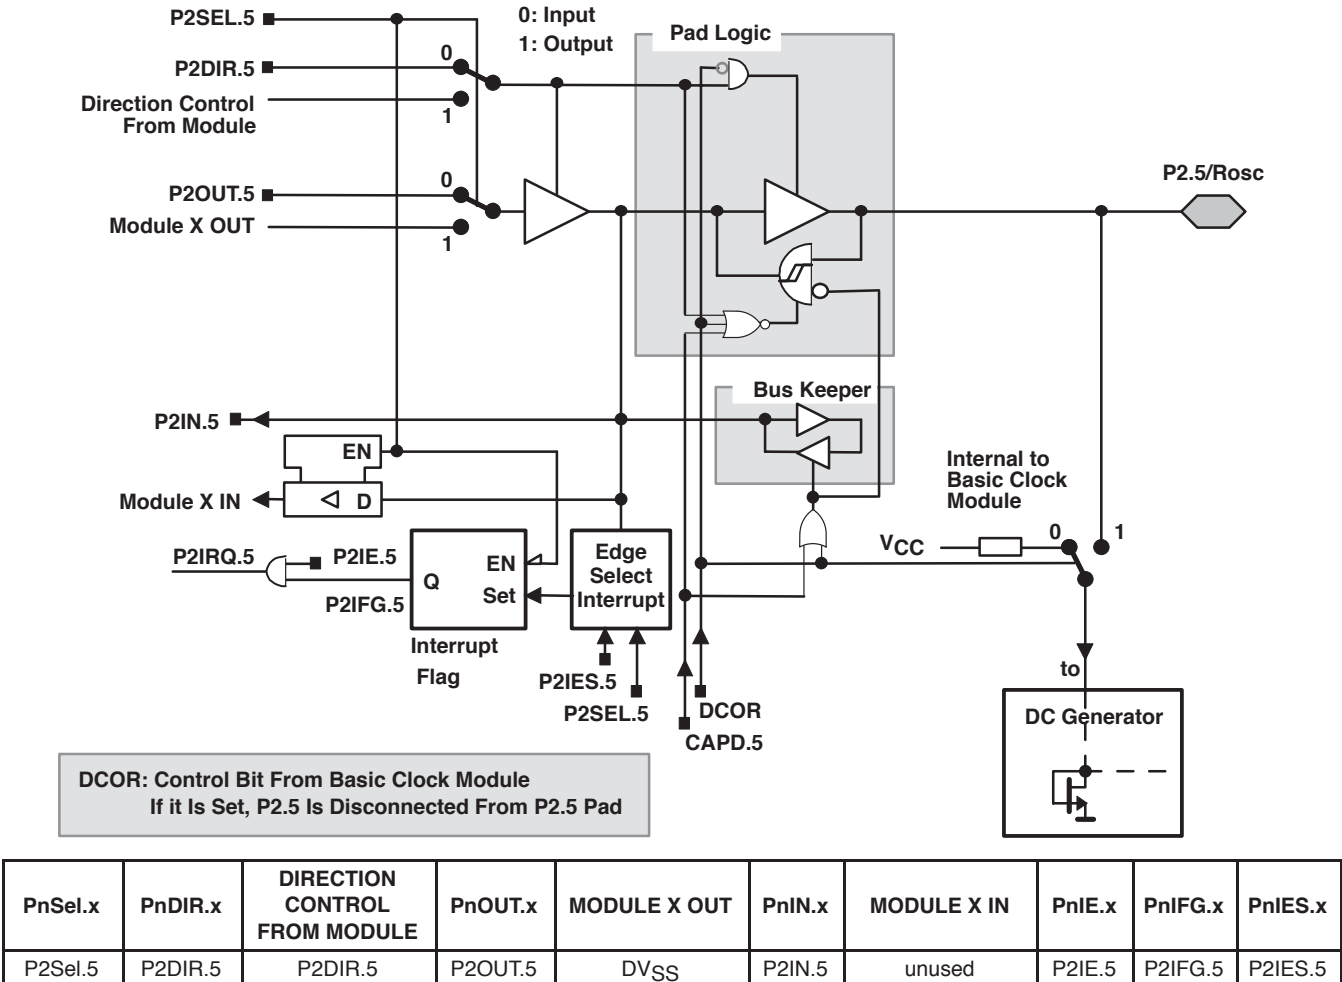 P2SEL.5
0: Input
1: Output
Pad Logic
P2DIR.5
0
Direction Control
From Module
1
P2OUT.5
0
Module X OUT
1
P2.5/Rosc
Bus Keeper
P2IN.5
EN
Module X IN
D
Internal to
Basic Clock
Module
VCC
0
1
P2IRQ.5
P2IE.5
P2IFG.5
Q
EN
Set
Interrupt
Flag
Edge
Select
Interrupt
P2IES.5
P2SEL.5
DCOR
CAPD.5
to
DC Generator
DCOR: Control Bit From Basic Clock Module
If it Is Set, P2.5 Is Disconnected From P2.5 Pad
PnSel.x PnDIR.x DIRECTION CONTROL FROM MODULE PnOUT.x MODULE X OUT PnIN.x MODULE X IN PnIE.x PnIFG.x PnIES.x
P2Sel.5 P2DIR.5 P2DIR.5 P2OUT.5 DVSS P2IN.5 unused P2IE.5 P2IFG.5 P2IES.5